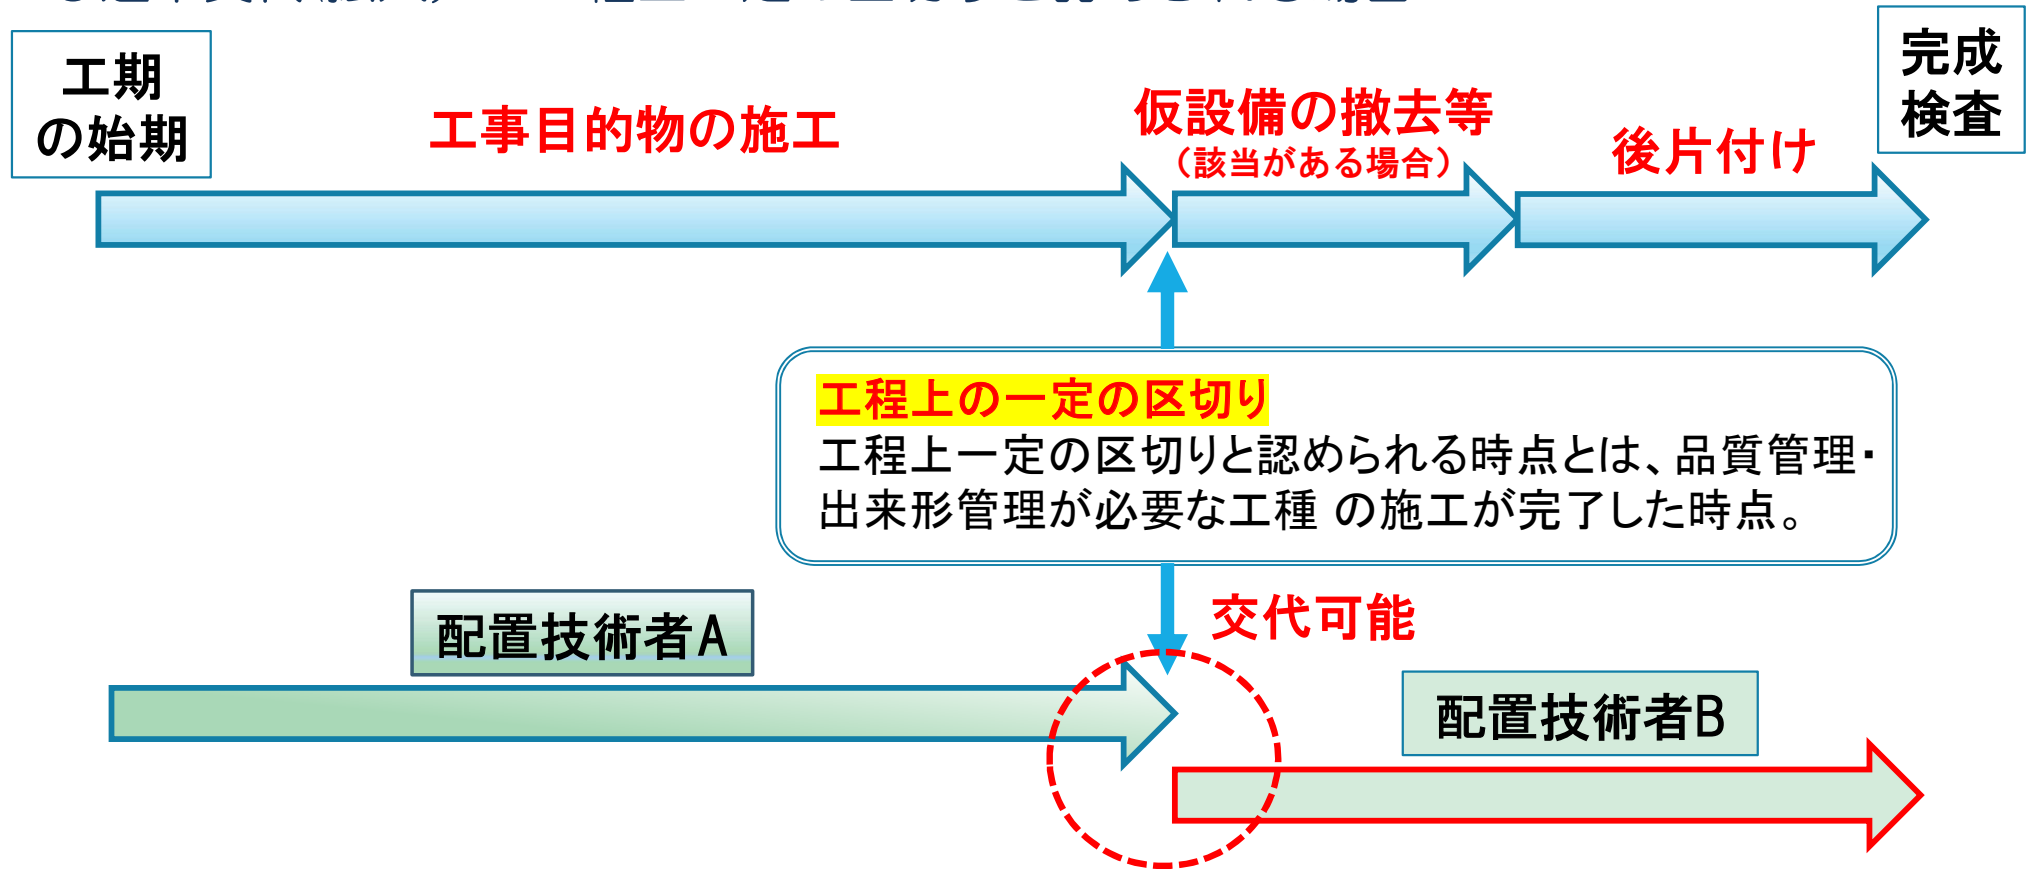 工期
の始期
工事目的物の施工
仮設備の撤去等
（該当がある場合）
後片付け
完成
検査
工程上の一定の区切り
工程上一定の区切りと認められる時点とは、品質管理・
出来形管理が必要な工種 の施工が完了した時点。
交代可能
配置技術者A
配置技術者B